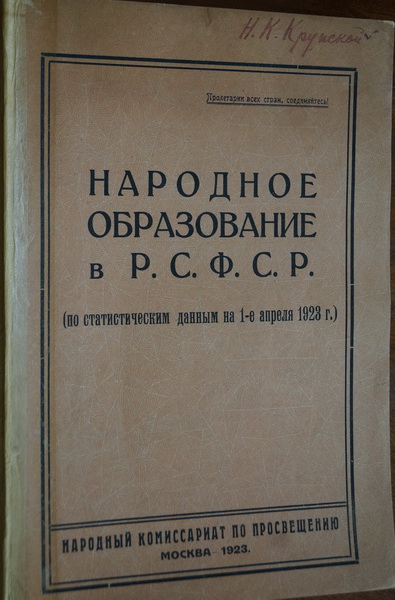 Н. К. Крупской
Пролетарии всех стран, соединяйтесь!
НАРОДНОЕ
ОБРАЗОВАНИЕ
в Р. С. Ф. С. Р.
(по статистическим данным на 1-е апреля 1923 г.)
НАРОДНЫЙ КОМИССАРИАТ ПО ПРОСВЕЩЕНИЮ
МОСКВА—1923.